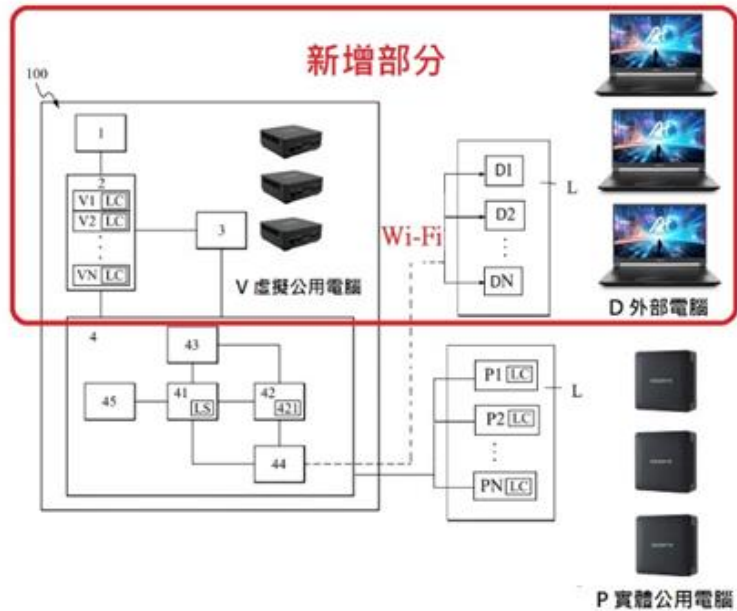 新增部分
100
1
2
V1 LC
V2 LC
VN LC
3
V 虛擬公用電腦
Wi-Fi
D1
D2
DN
L
D 外部電腦
4
43
45
41
LS
42
421
44
P1 LC
P2 LC
PN LC
L
P 實體公用電腦